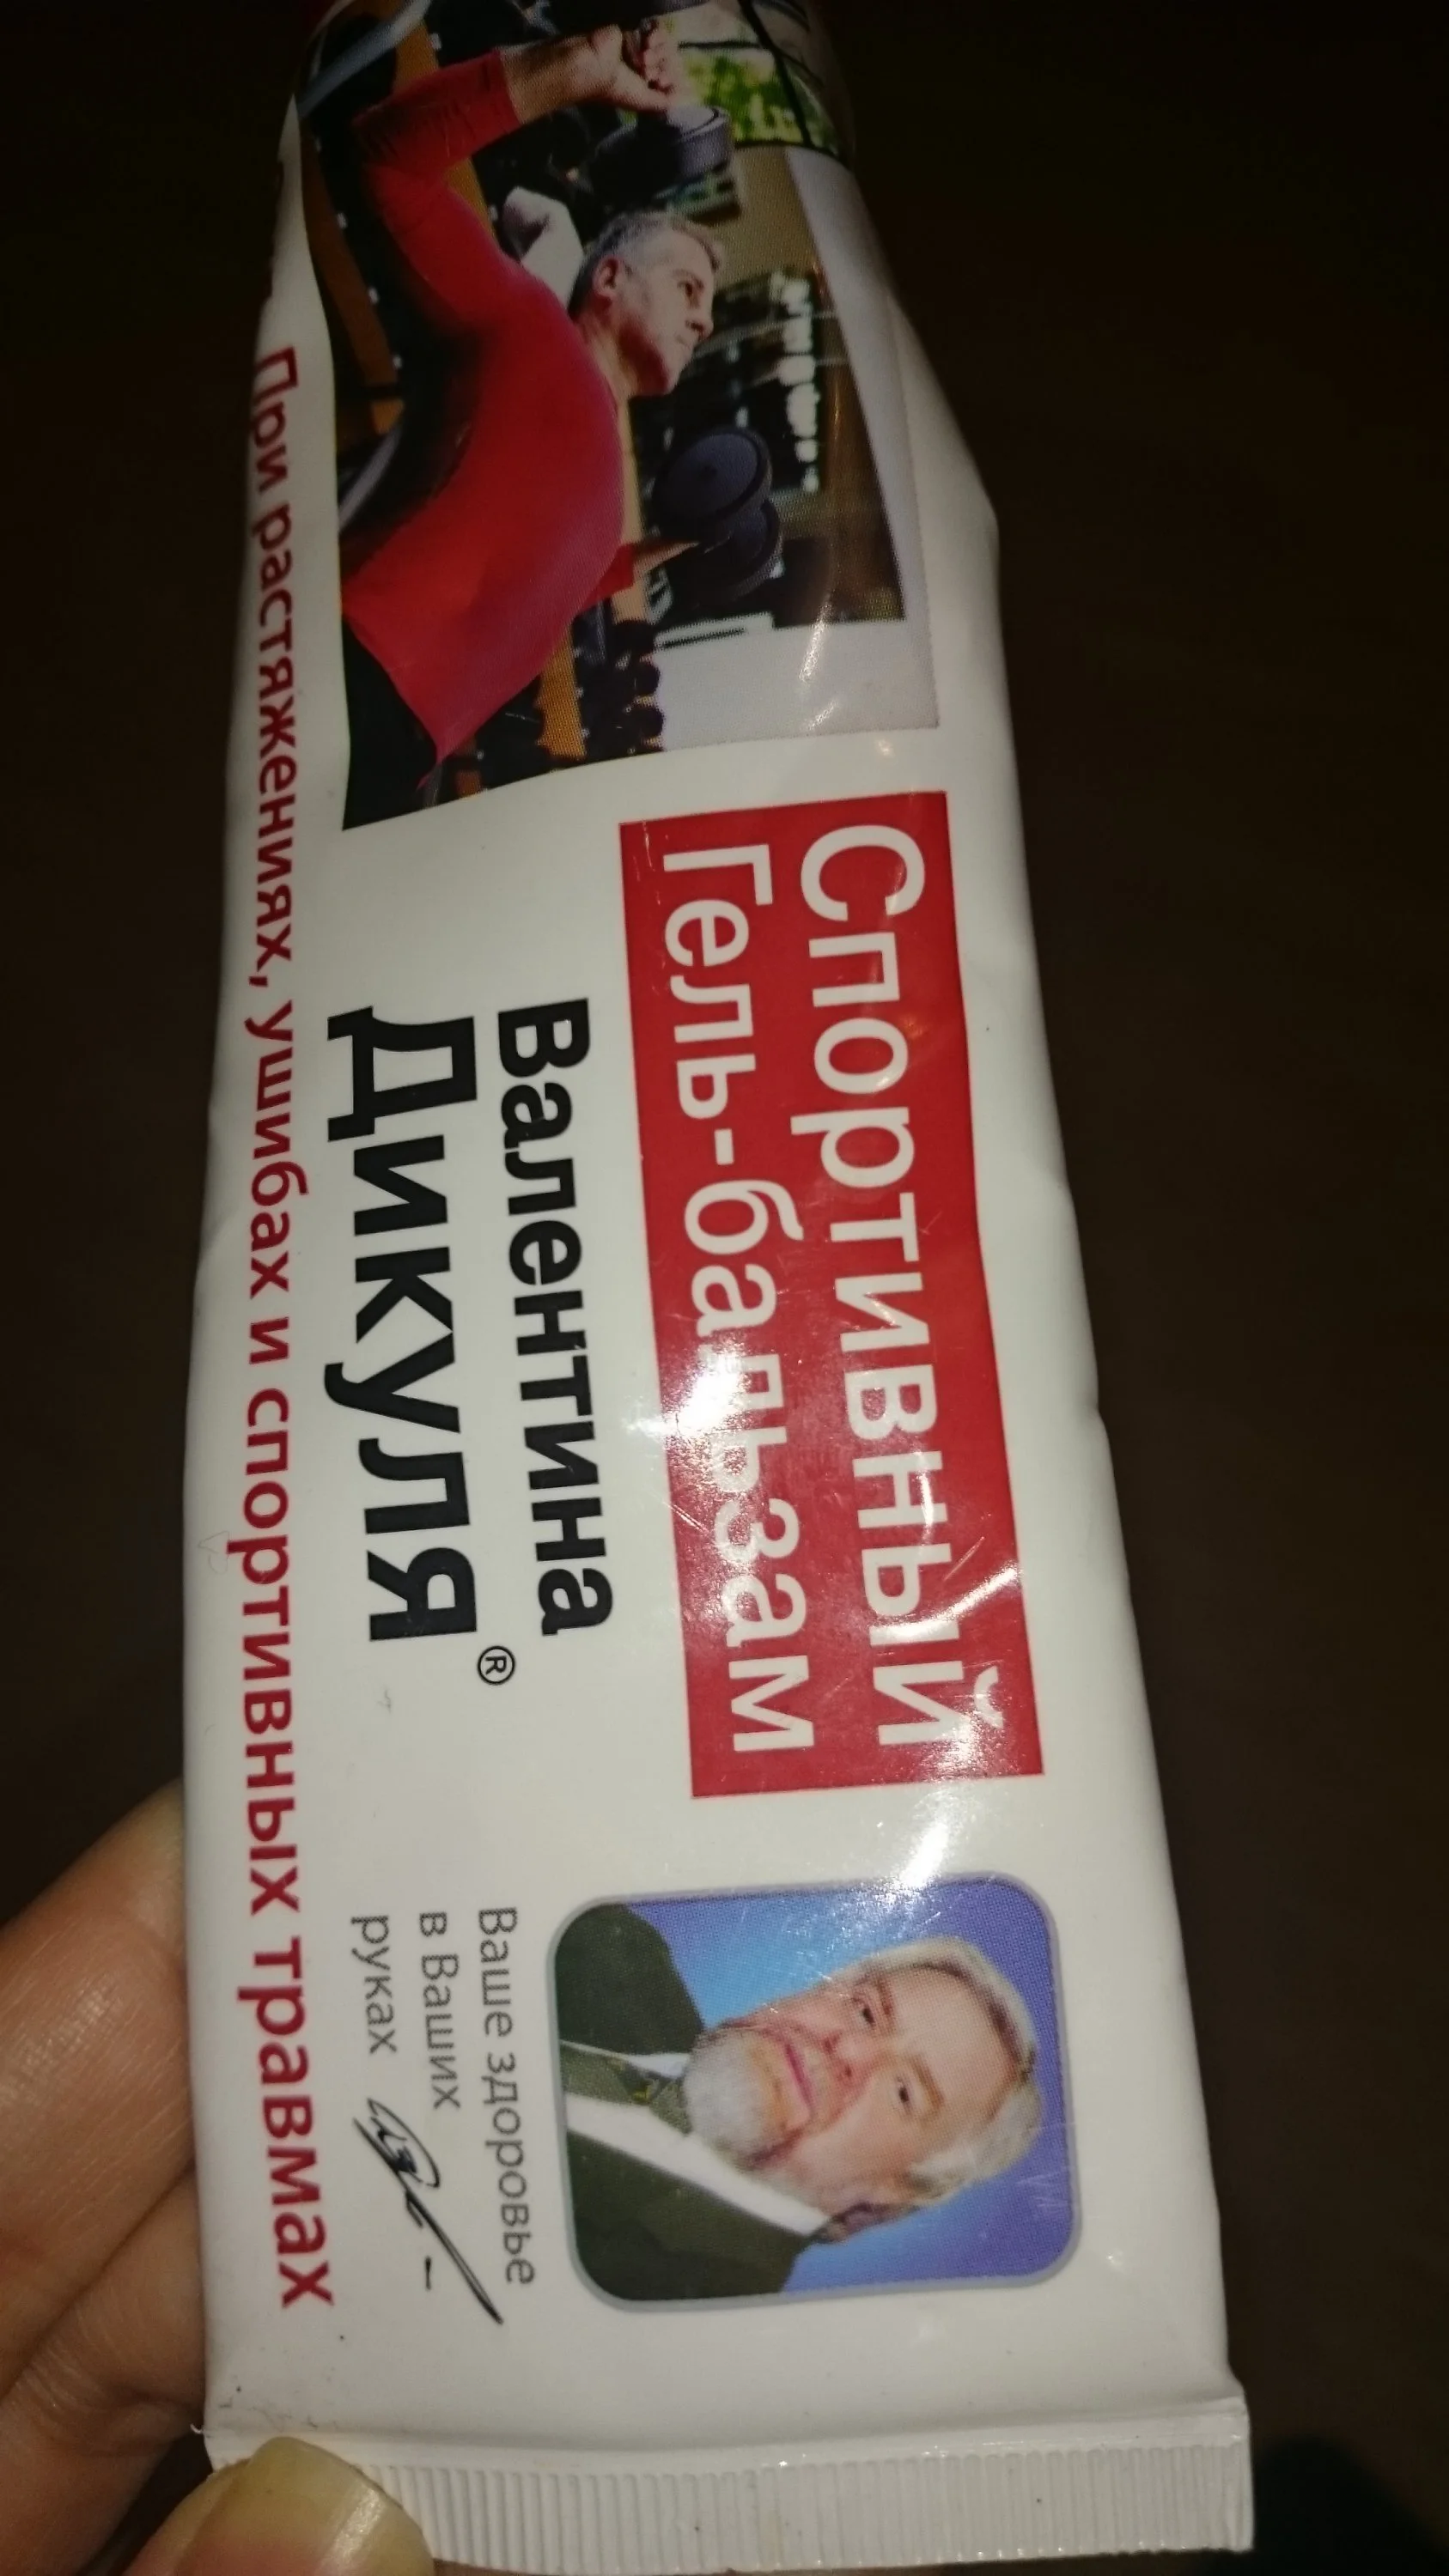 Спортивный
Гель-бальзам
Валентина
Дикуля®
Ваше здоровье
в Ваших
руках
При растяжениях, ушибах и спортивных травмах